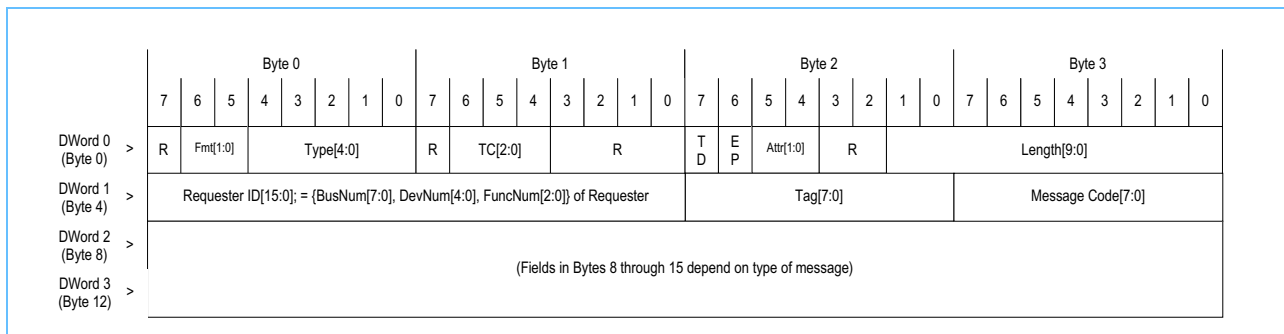 Byte 0 Byte 1 Byte 2 Byte 3
7 6 5 4 3 2 1 0 7 6 5 4 3 2 1 0 7 6 5 4 3 2 1 0 7 6 5 4 3 2 1 0
DWord 0
(Byte 0) >
R Fmt[1:0] Type[4:0] R TC[2:0] R T
D E
P Attr[1:0] R Length[9:0]
DWord 1
(Byte 4) >
Requester ID[15:0]; = {BusNum[7:0], DevNum[4:0], FuncNum[2:0]} of Requester Tag[7:0] Message Code[7:0]
DWord 2
(Byte 8) >
(Fields in Bytes 8 through 15 depend on type of message)
DWord 3
(Byte 12) >